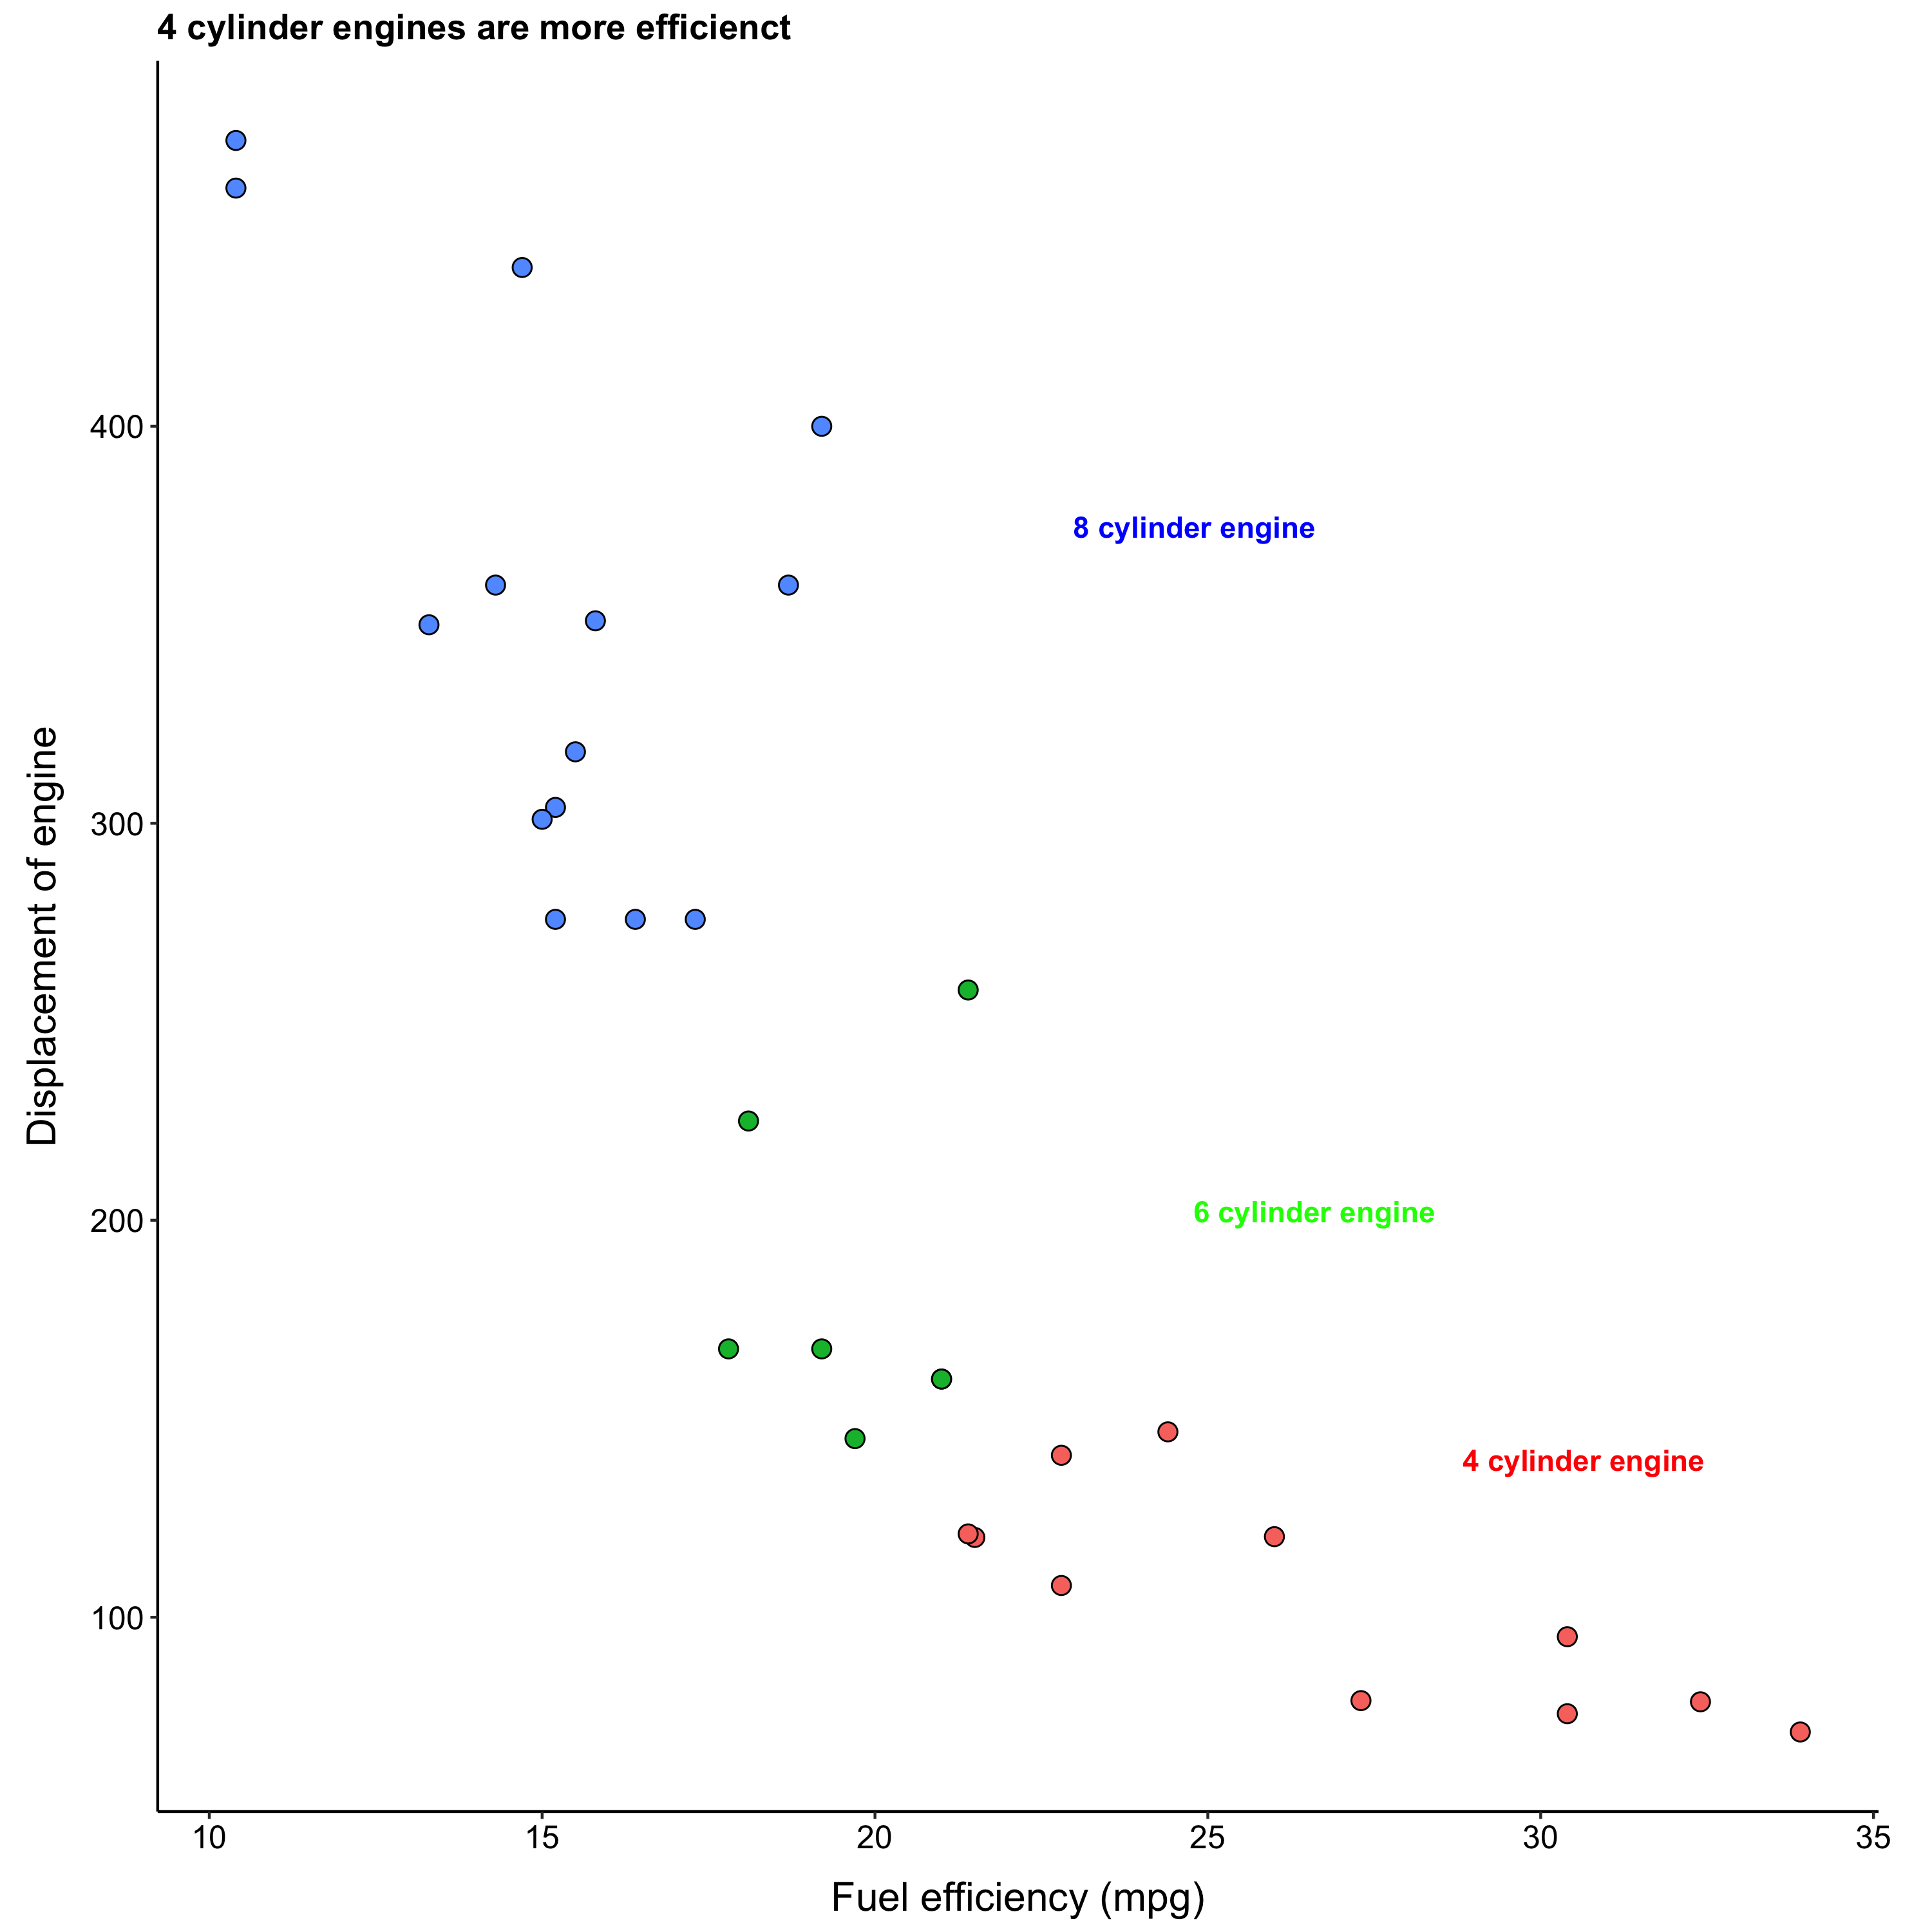 4 cylinder engines are more efficienct
400
300
200
100
Displacement of engine
8 cylinder engine
6 cylinder engine
4 cylinder engine
10 15 20 25 30 35
Fuel efficiency (mpg)